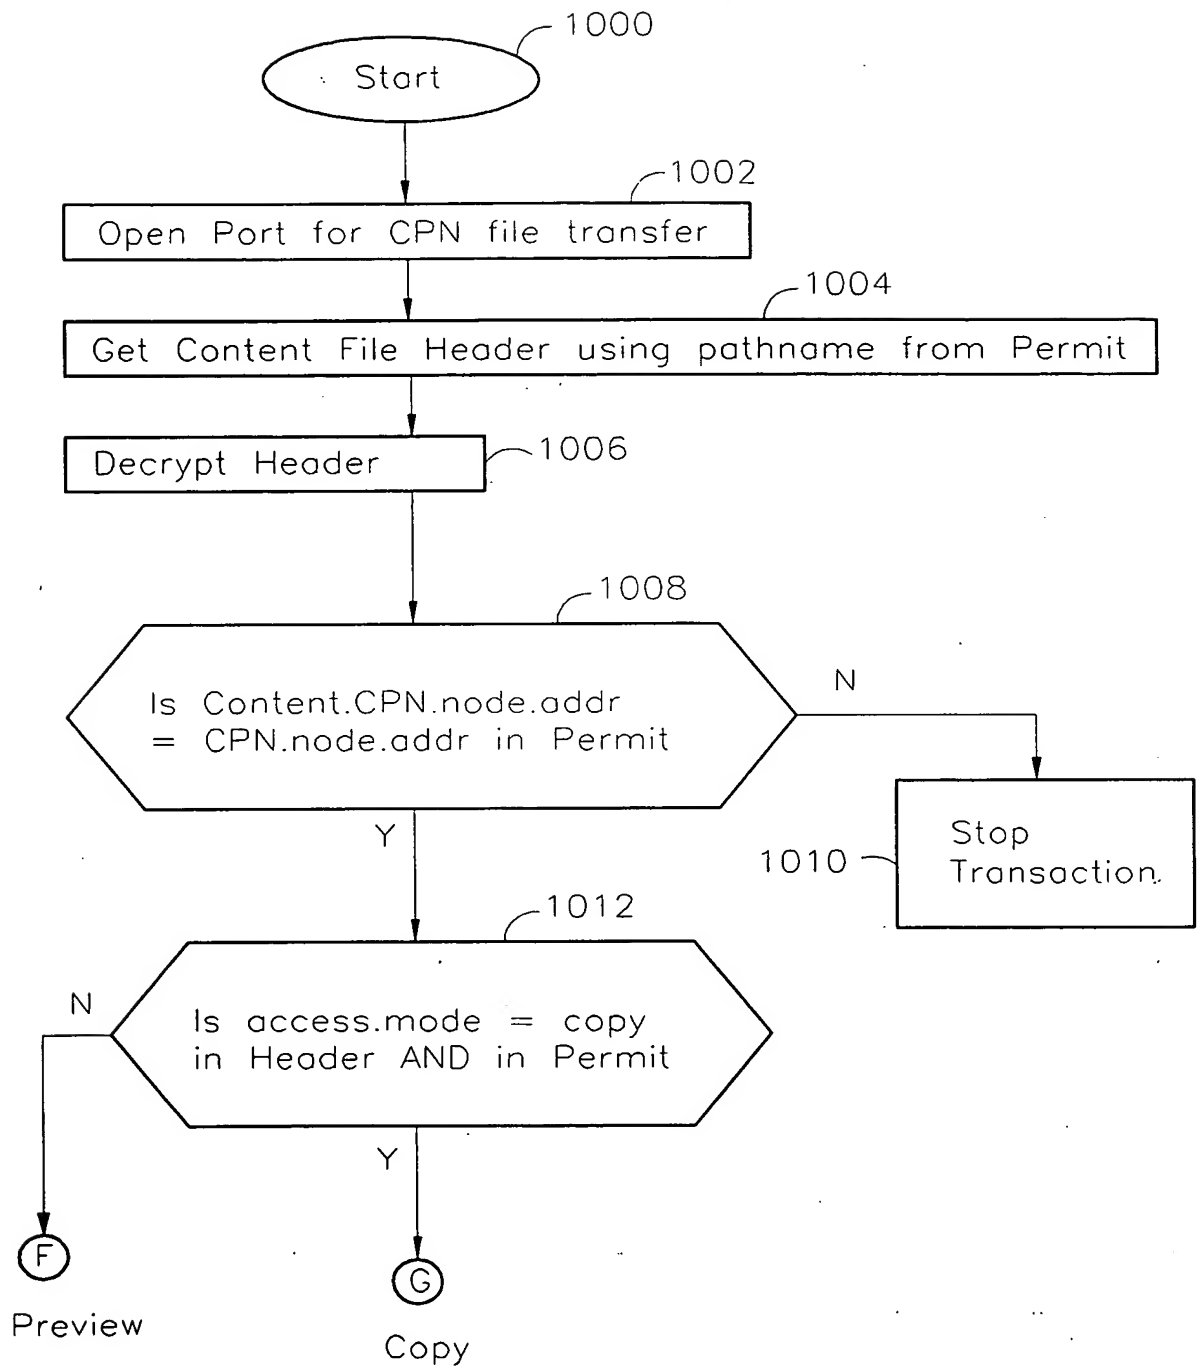 1000
Start
1002
Open Port for CPN file transfer
1004
Get Content File Header using pathname from Permit
1006
Decrypt Header
1008
Is Content.CPN.node.addr
= CPN.node.addr in Permit
N
Y
1010
Stop
Transaction
1012
Is access.mode = copy
in Header AND in Permit
N
Y
F
Preview
G
Copy